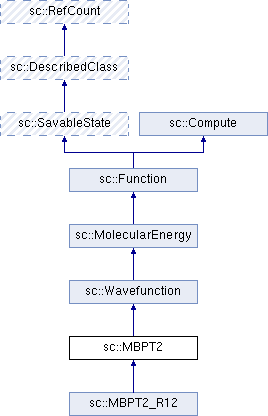 sc::RefCount
sc::DescribedClass
sc::SavableState
sc::Compute
sc::Function
sc::MolecularEnergy
sc::Wavefunction
sc::MBPT2
sc::MBPT2_R12